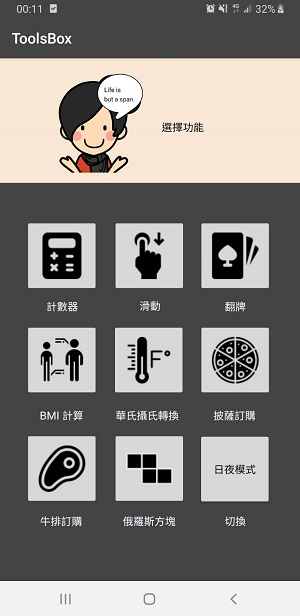 00:11
4G
32%
ToolsBox
Life is
but a span
選擇功能
計數器
滑動
翻牌
F°
BMI 計算
華氏攝氏轉換
披薩訂購
日夜模式
牛排訂購
俄羅斯方塊
切換